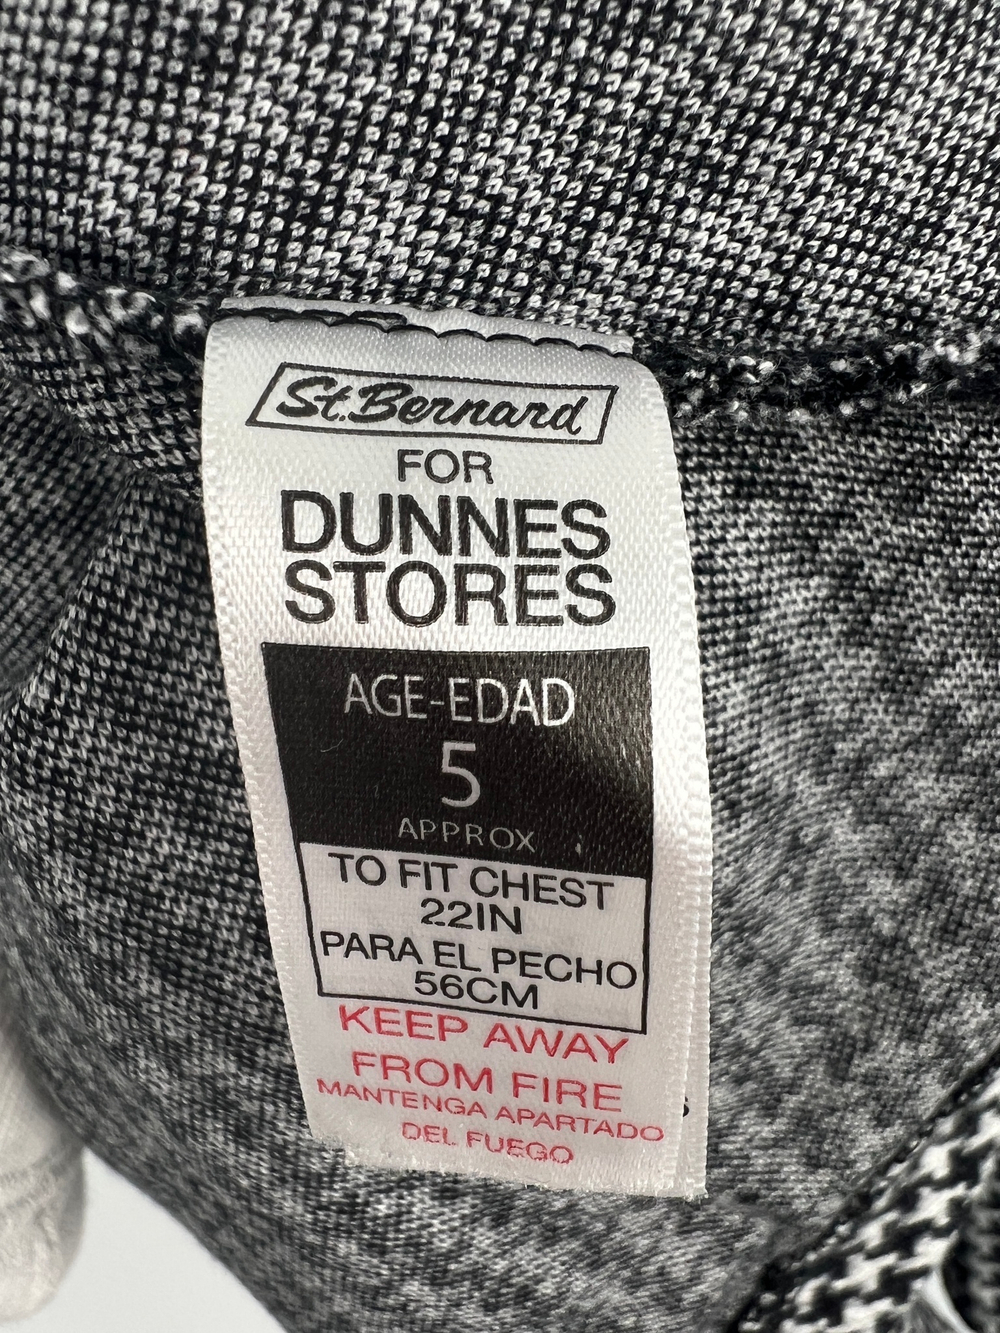 St.Bernard
FOR
DUNNES
STORES
AGE-EDAD
5
APPROX
TO FIT CHEST
22IN
PARA EL PECHO
56CM
KEEP AWAY
FROM FIRE
MANTENGA APARTADO
DEL FUEGO